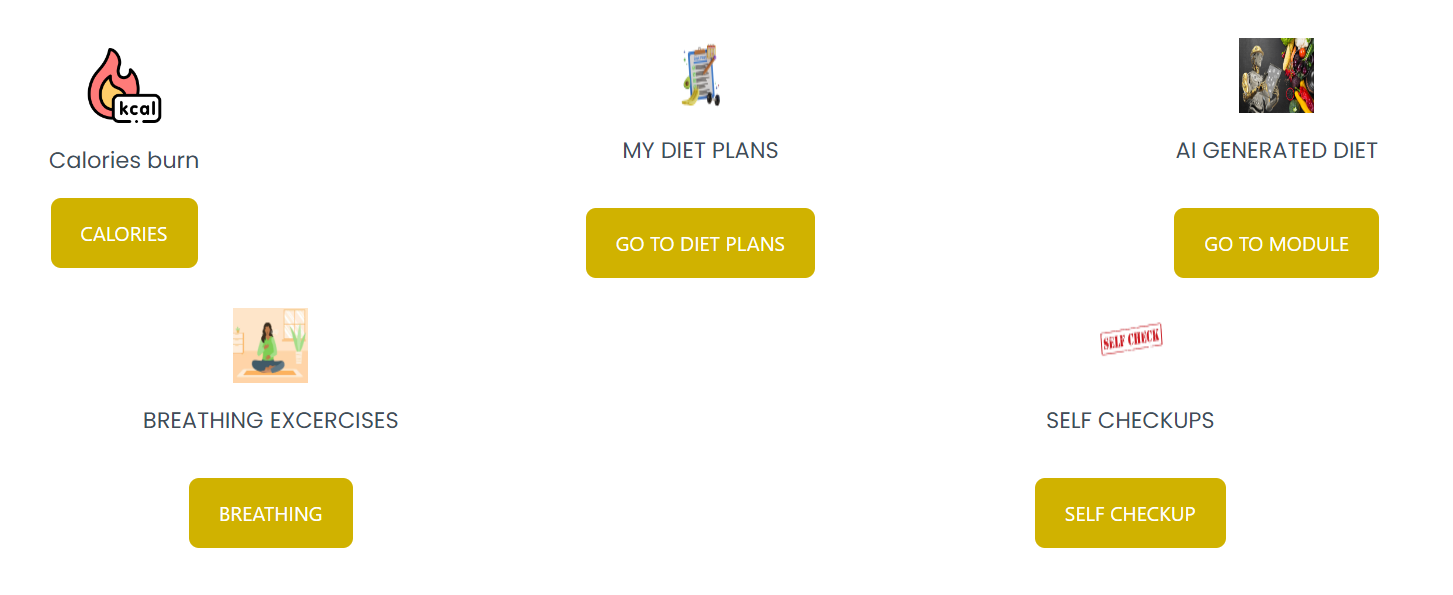 kcal
Calories burn
CALORIES
MY DIET PLANS
GO TO DIET PLANS
AI GENERATED DIET
GO TO MODULE
BREATHING EXCERCISES
BREATHING
SELF CHECK
SELF CHECKUPS
SELF CHECKUP